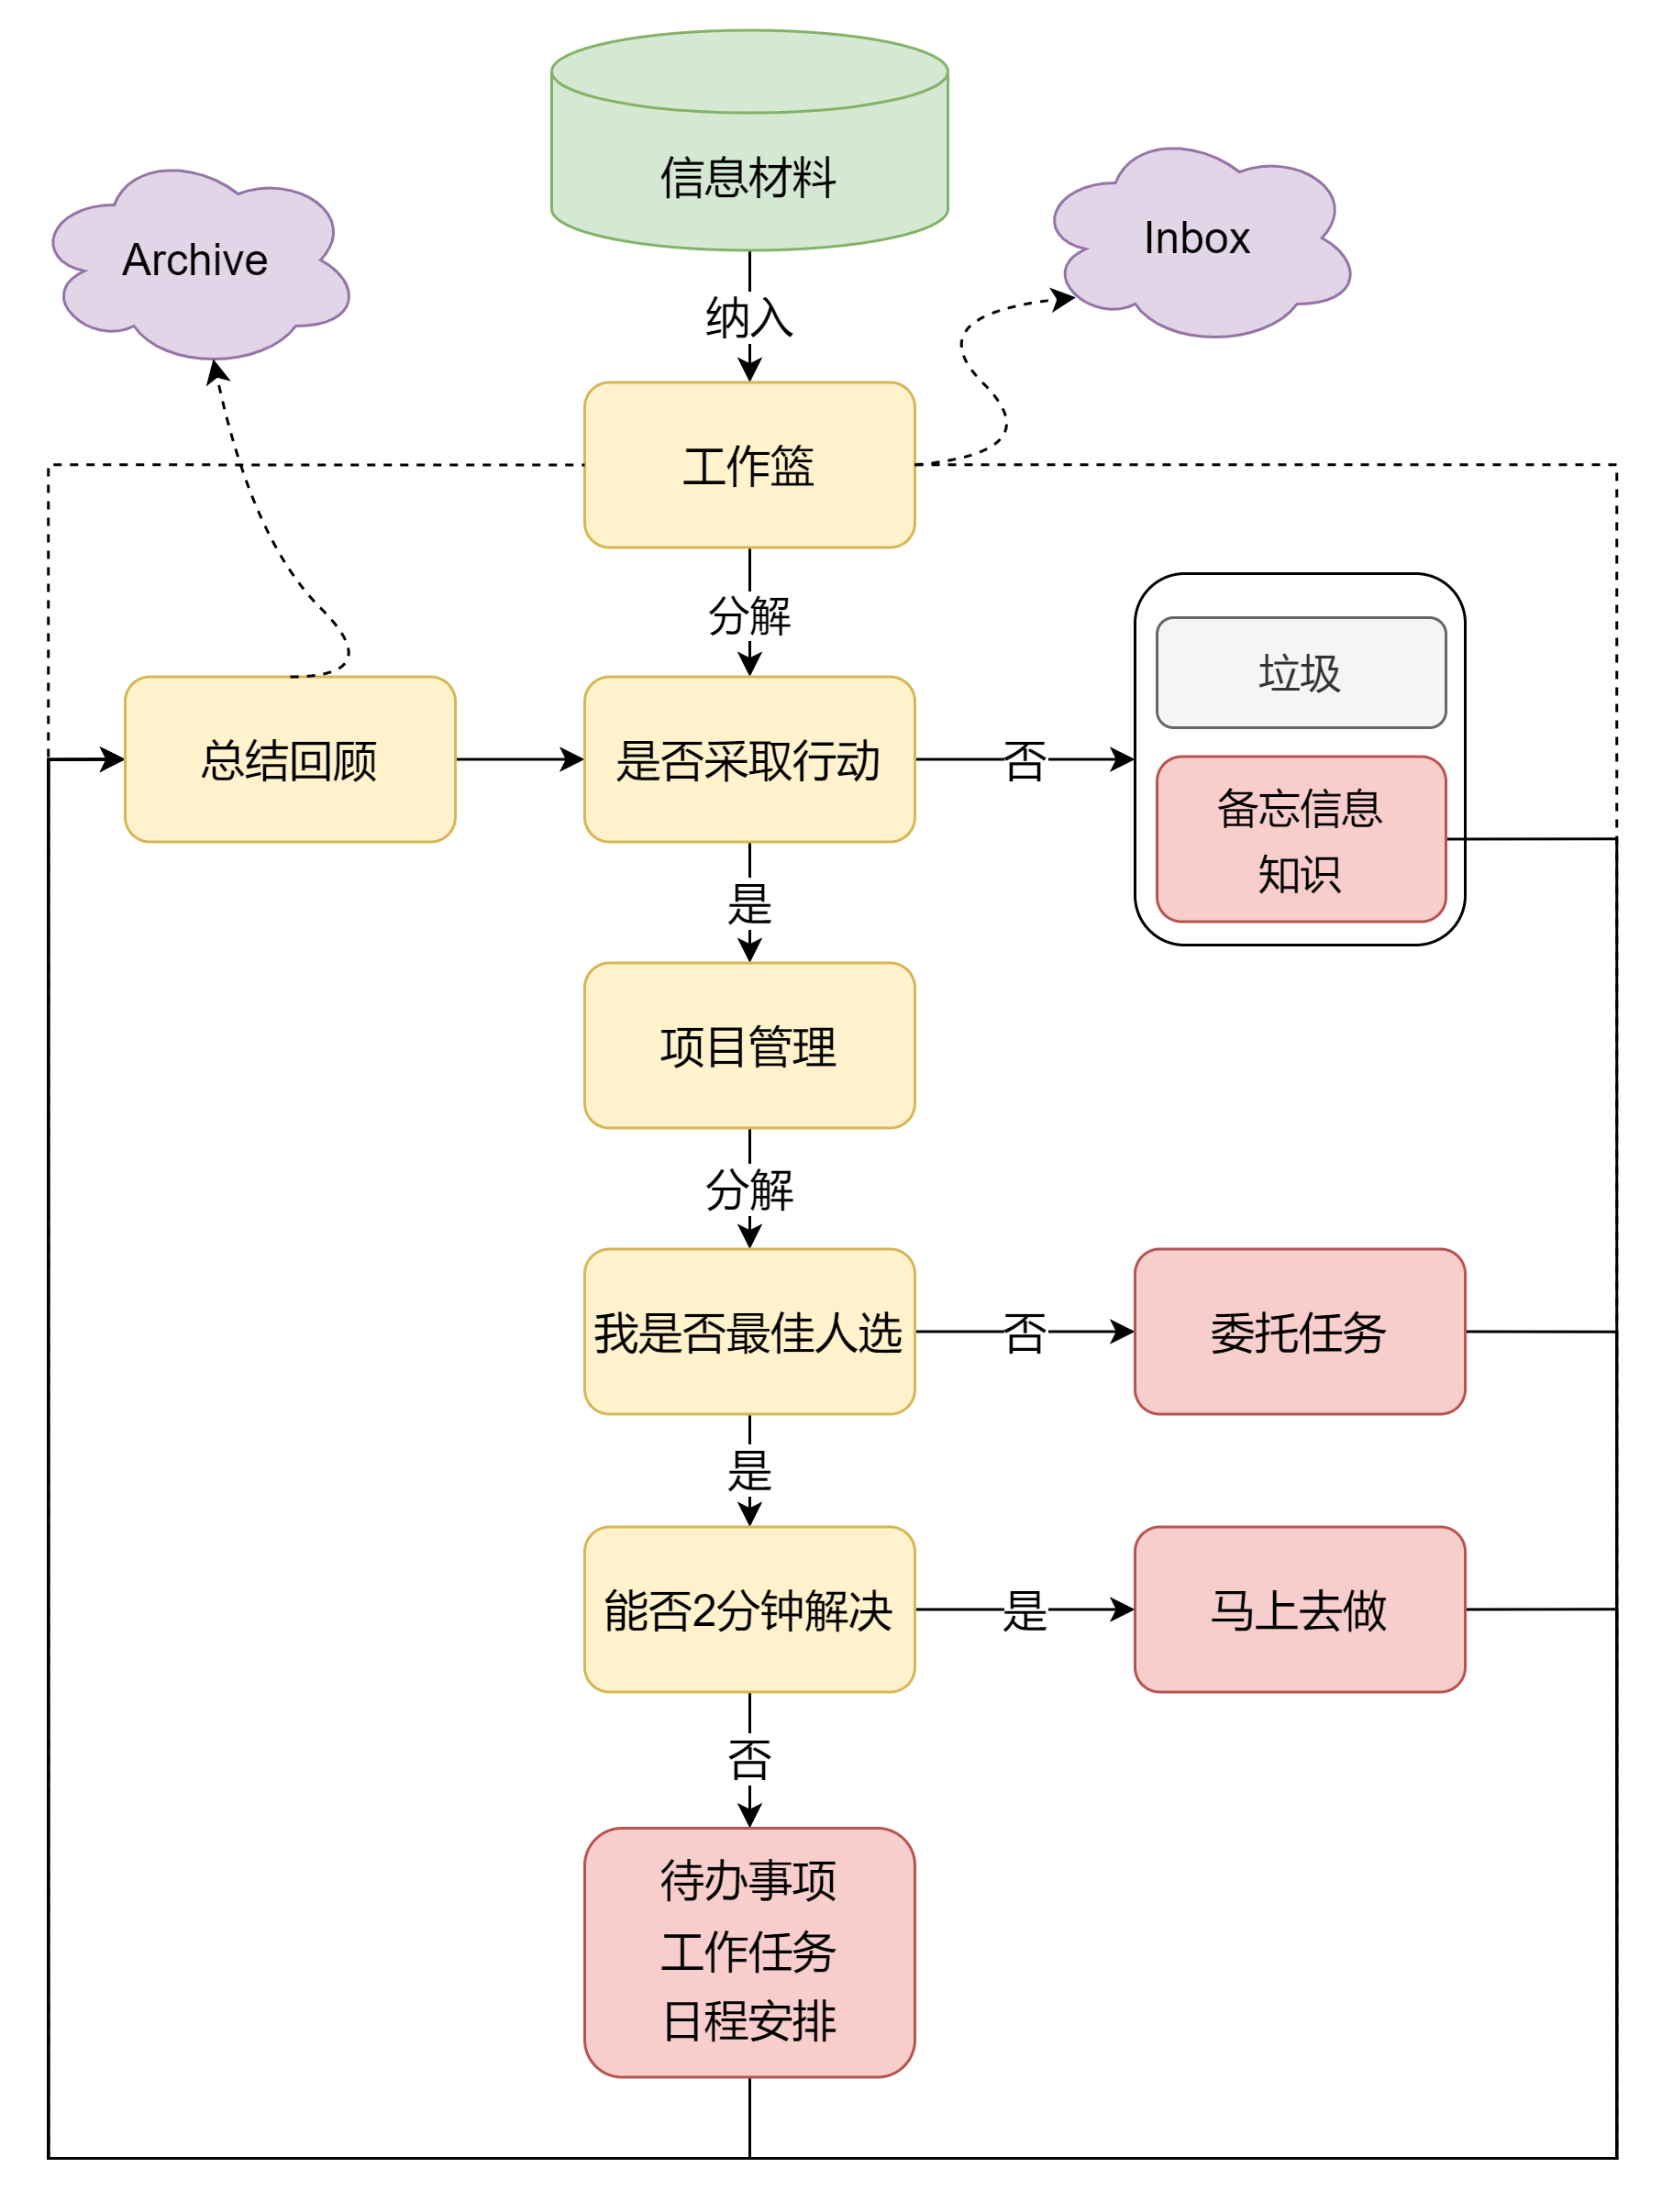 信息材料
Archive
Inbox
纳入
工作篮
分解
垃圾
总结回顾
是否采取行动
否
备忘信息
知识
是
项目管理
分解
我是否最佳人选
否
委托任务
是
能否2分钟解决
是
马上去做
否
待办事项
工作任务
日程安排